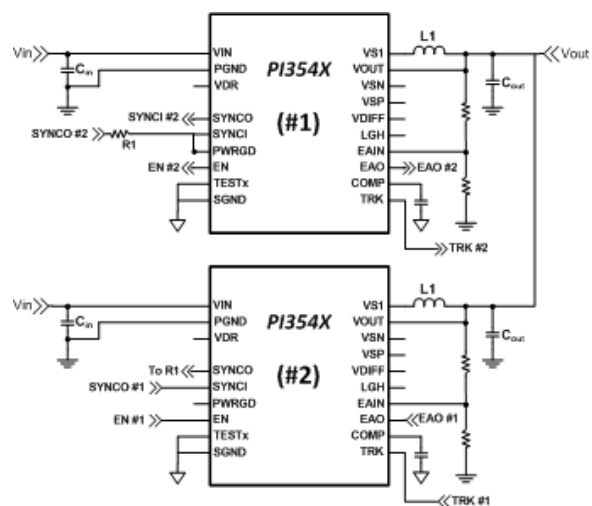 Vin
VIN
PGND
VDR
SYNCO
SYNCI
PWRGD
EN
TESTx
SGND
PI354X
(#1)
VS1
VOUT
VSN
VSP
VDIFF
LGH
EAIN
EAO
COMP
TRK
L1
Vout
Cin
Cout
SYNCI #2
SYNCO #2
R1
EN #2
EAO #2
TRK #2
Vin
VIN
PGND
VDR
SYNCO
SYNCI
PWRGD
EN
TESTx
SGND
PI354X
(#2)
VS1
VOUT
VSN
VSP
VDIFF
LGH
EAIN
EAO
COMP
TRK
L1
Cin
Cout
To R1
SYNCO #1
EN #1
EAO #1
TRK #1